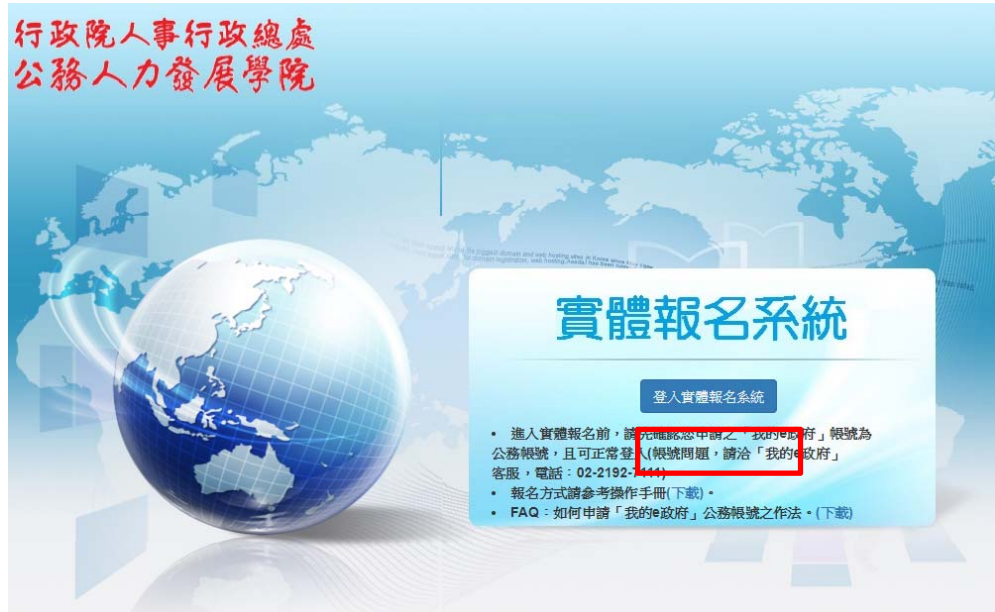 行政院人事行政總處
公務人力發展學院
實體報名系統
登入實體報名系統
• 進入實體報名前，請先確認您申請之「我的e政府」帳號為
公務帳號，且可正常登入(帳號問題，請洽「我的e政府」
客服，電話：02-2192-7111)
• 報名方式請參考操作手冊(下載)。
• FAQ：如何申請「我的e政府」公務帳號之作法。(下載)